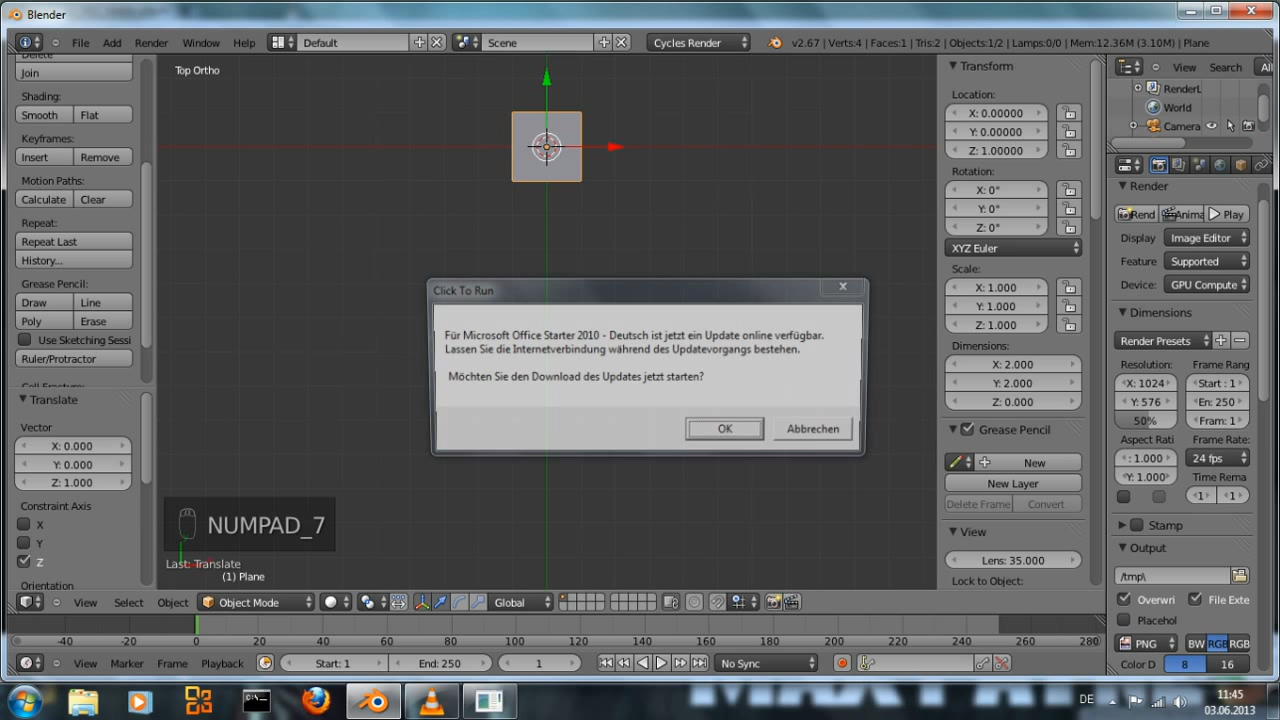 Blender
File Add Render Window Help Default Scene Cycles Render v2.67 | Verts:4 | Faces:1 | Tris:2 | Objects:1/2 | Lamps:0/0 | Mem:12.36M (3.10M) | Plane
Delete
Join
Shading:
Smooth Flat
Keyframes:
Insert Remove
Motion Paths:
Calculate Clear
Repeat:
Repeat Last
History...
Grease Pencil:
Draw Line
Poly Erase
Use Sketching Sessi
Ruler/Protractor
Cell Fracture
Translate
Vector
X: 0.000
Y: 0.000
Z: 1.000
Constraint Axis
X
Y
Z
Orientation
Top Ortho
Click To Run
Für Microsoft Office Starter 2010 - Deutsch ist jetzt ein Update online verfügbar.
Lassen Sie die Internetverbindung während des Updatevorgangs bestehen.
Möchten Sie den Download des Updates jetzt starten?
OK Abbrechen
NUMPAD_7
Last: Translate
(1) Plane
Transform
Location:
X: 0.00000
Y: 0.00000
Z: 1.00000
Rotation:
X: 0°
Y: 0°
Z: 0°
XYZ Euler
Scale:
X: 1.000
Y: 1.000
Z: 1.000
Dimensions:
X: 2.000
Y: 2.000
Z: 0.000
Grease Pencil
New
New Layer
Delete Frame Convert
View
Lens: 35.000
Lock to Object:
View Search All
RenderL
World
Camera
Render
Rend Anima Play
Display Image Editor
Feature Supported
Device: GPU Compute
Dimensions
Render Presets
Resolution: Frame Rang
X: 1024 Start : 1
Y: 576 En: 250
50% Fram: 1
Aspect Rati Frame Rate:
: 1.000 24 fps
Y: 1.000 Time Rema
1 1
Stamp
Output
/tmp\
Overwri File Exte
Placehol
PNG BW RGB RGB
Color D 8 16
View Select Object Object Mode Global
-40 -20 0 20 40 60 80 100 120 140 160 180 200 220 240 260 280
View Marker Frame Playback Start: 1 End: 250 1 No Sync
DE 11:45
03.06.2013